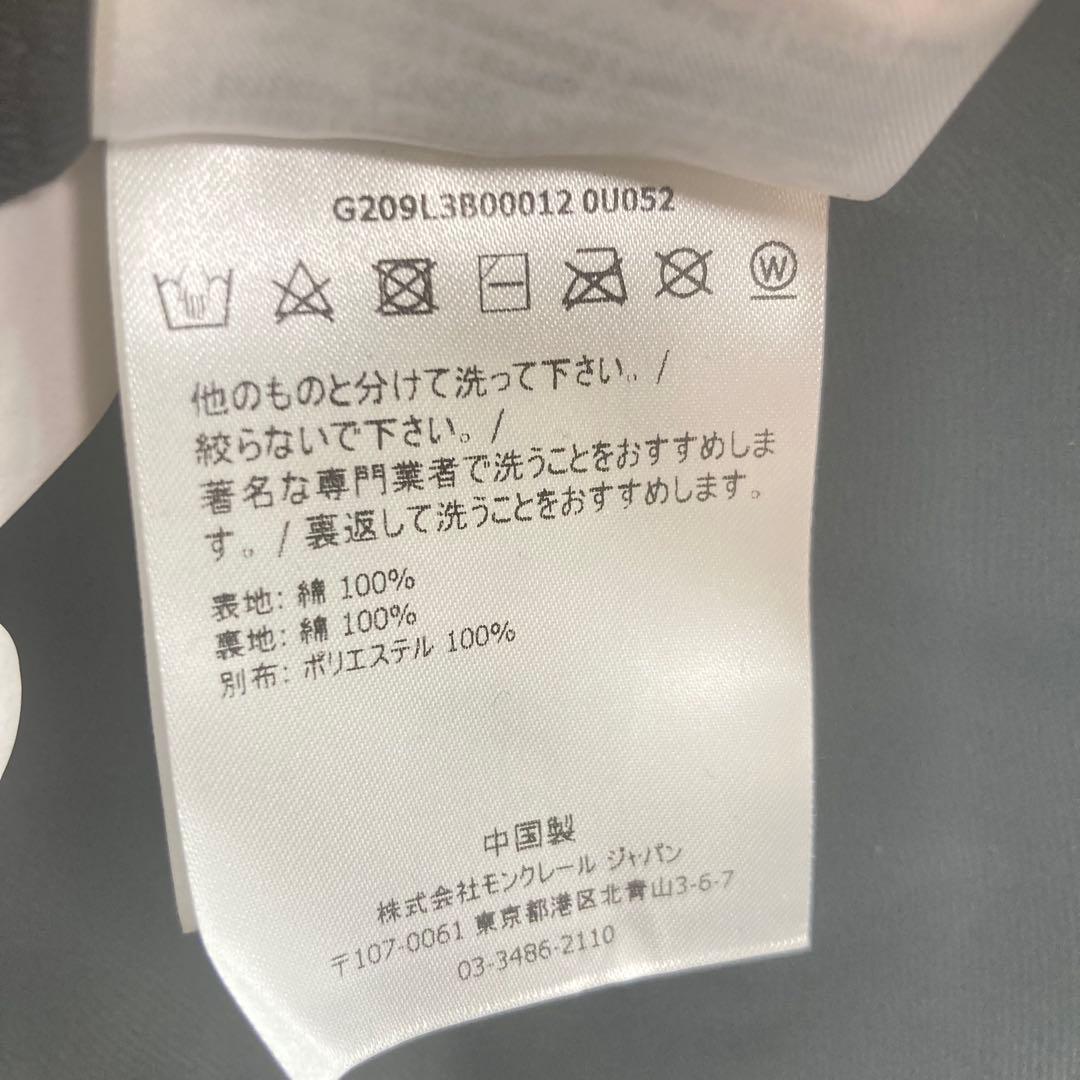 G209L3B00012 0U052
W
他のものと分けて洗って下さい。/
絞らないで下さい。/
著名な専門業者で洗うことをおすすめしま
す。/ 裏返して洗うことをおすすめします。
表地: 綿 100%
裏地: 綿 100%
別布: ポリエステル 100%
中国製
株式会社モンクレール ジャパン
〒107-0061 東京都港区北青山3-6-7
03-3486-2110